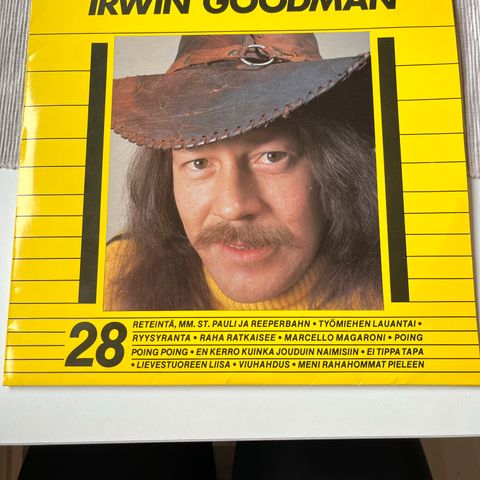 IRWIN GOODMAN
28
RETEINTÄ, MM. ST. PAULI JA REEPERBAHN • TYÖMIEHEN LAUANTAI •
RYYSYRANTA • RAHA RATKAISEE • MARCELLO MAGARONI • POING
POING POING • EN KERRO KUINKA JOUDUIN NAIMISIIN • EI TIPPA TAPA
• LIEVESTUOREEN LIISA • VIUHAHDUS • MENI RAHAHOMMAT PIELEEN